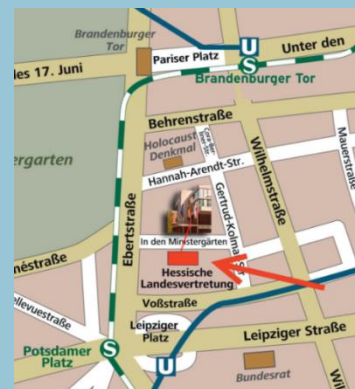 Brandenburger
Tor
Pariser Platz
U
Unter den
des 17. Juni
S
Brandenburger Tor
Behrenstraße
Holocaust
Denkmal
ergarten
Hannah-Arendt-Str.
Wilhelmstraße
Mauerstraße
Ebertstraße
Gertrud-Kolmar Str
In den Ministergärten
néstraße
Hessische
Landesvertretung
ellevuestraße
Voßstraße
Leipziger
Platz
Leipziger Straße
Potsdamer
Platz
S
U
Bundesrat
Wil